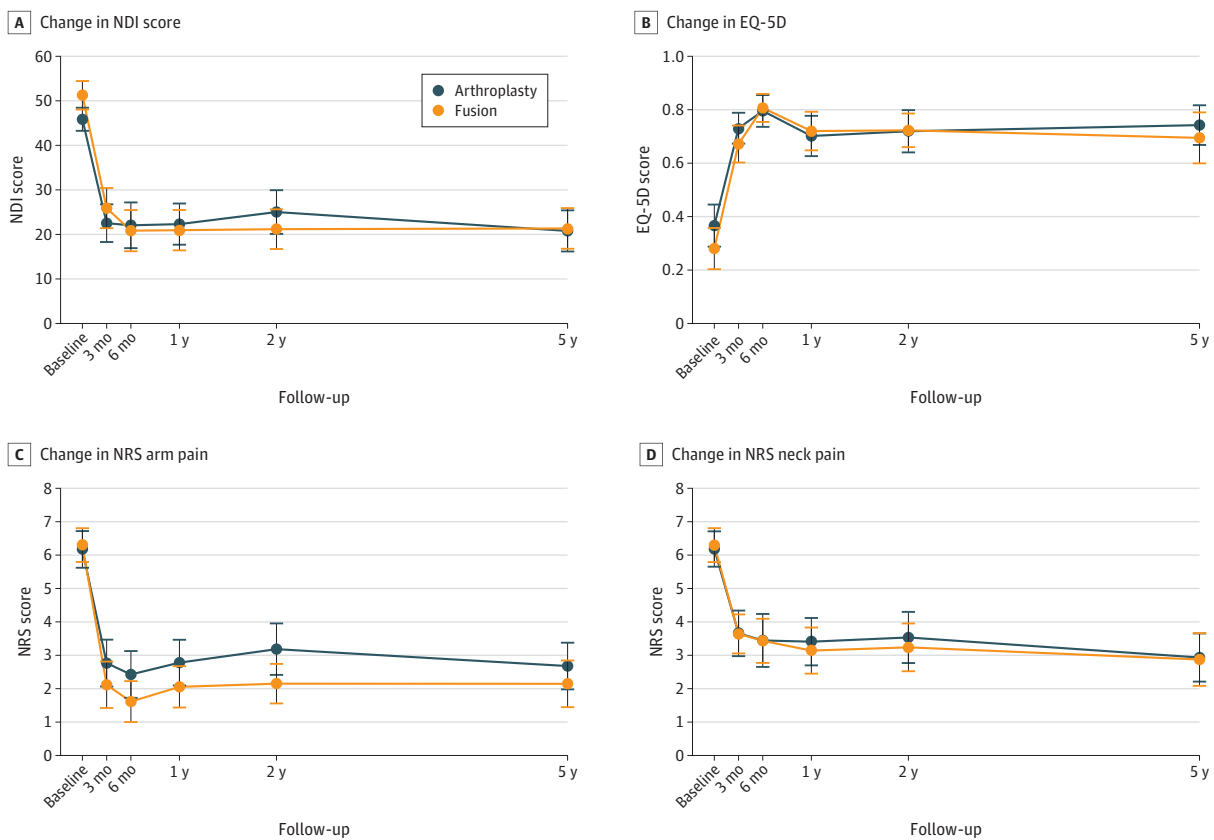 A Change in NDI score
60
50
40
30
20
10
0
NDI score
Arthroplasty
Fusion
Baseline
3 mo
6 mo
1 y
2 y
5 y
Follow-up
B Change in EQ-5D
1.0
0.8
0.6
0.4
0.2
0
EQ-5D score
Baseline
3 mo
6 mo
1 y
2 y
5 y
Follow-up
C Change in NRS arm pain
8
7
6
5
4
3
2
1
0
NRS score
Baseline
3 mo
6 mo
1 y
2 y
5 y
Follow-up
D Change in NRS neck pain
8
7
6
5
4
3
2
1
0
NRS score
Baseline
3 mo
6 mo
1 y
2 y
5 y
Follow-up